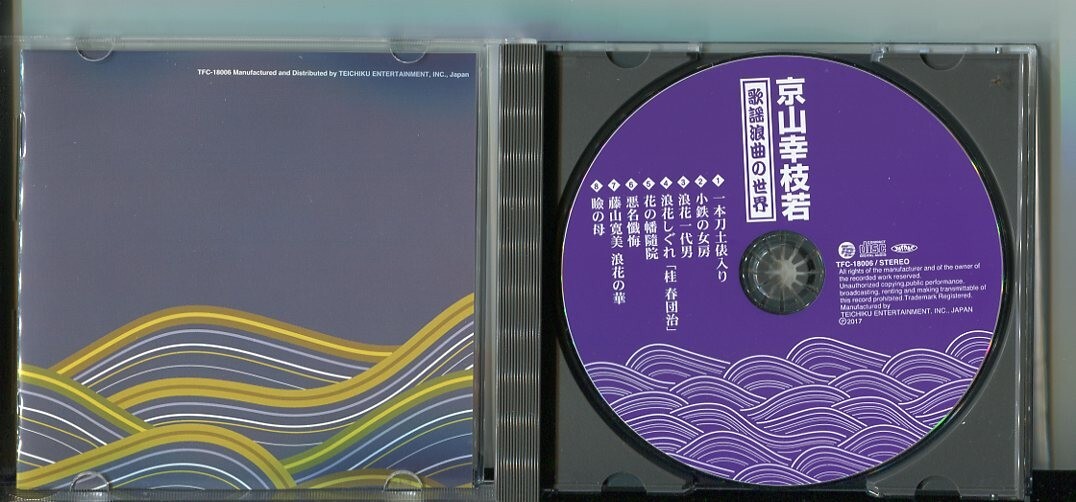 TFC-18006 Manufactured and Distributed by TEICHIKU ENTERTAINMENT, INC., Japan
京山幸枝若
歌謡浪曲の世界
1 一本刀土俵入り
2 小鉄の女房
3 浪花一代男
4 浪花しぐれ「桂 春団治」
5 花の幡随院
6 悪名懺悔
7 藤山寛美 浪花の華
8 瞼の母
COMPACT
DISC
DIGITAL AUDIO
TFC-18006 / STEREO
All rights of the manufacturer and of the owner of
the recorded work reserved.
Unauthorized copying,public performance,
broadcasting, renting and making transmittable of
this record prohibited.Trademark Registered.
Manufactured by
TEICHIKU ENTERTAINMENT. INC., JAPAN
Ⓟ2017